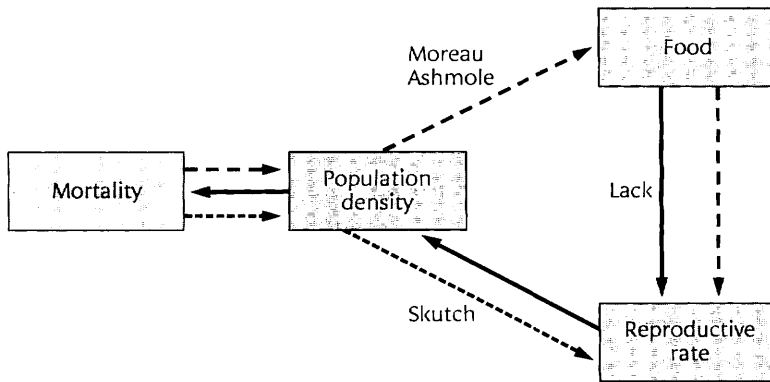 Moreau
Ashmole
Food
Mortality
Population
density
Lack
Skutch
Reproductive
rate